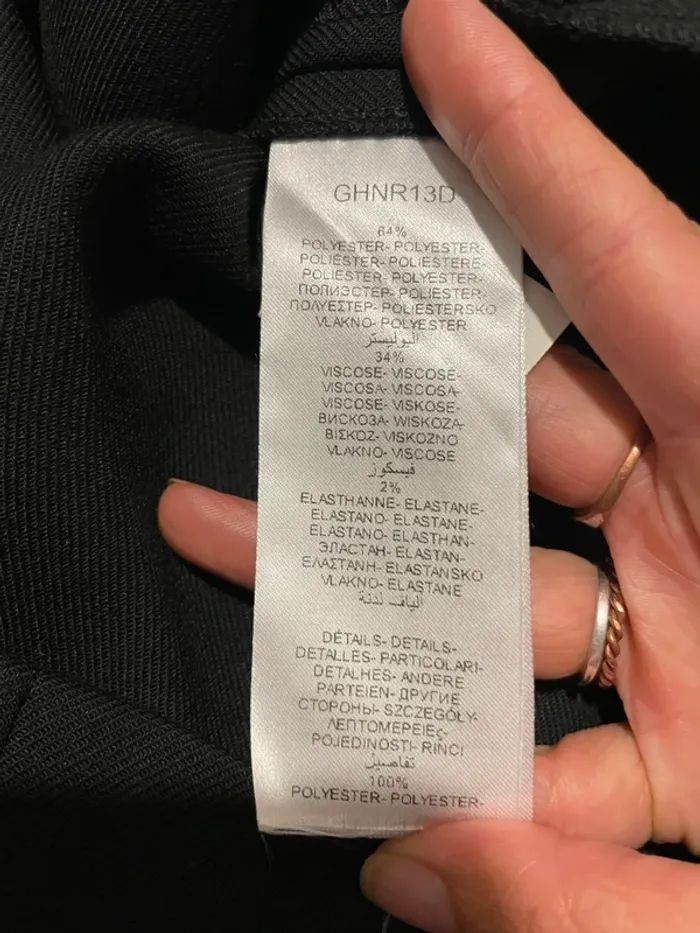 GHNR13D
64%
POLYESTER- POLYESTER-
POLIÉSTER- POLIESTERE-
POLIESTER- POLYESTER-
ПОЛИЭСТЕР- POLIESTER-
ΠΟΛΥΕΣΤΕΡ- POLIESTERSKO
VLAKNO- POLYESTER
البوليستر
34%
VISCOSE- VISCOSE-
VISCOSA- VISCOSA-
VISCOSE- VISKOSE-
ВИСКОЗА- WISKOZA-
ΒΙΣΚΟΖ- VISKOZNO
VLAKNO- VISCOSE
فيسكوز
2%
ELASTHANNE- ELASTANE-
ELASTANO- ELASTANE-
ELASTANO- ELASTHAN-
ЭЛАСТАН- ELASTAN-
ΕΛΑΣΤΑΝΗ- ELASTANSKO
VLAKNO- ELASTANE
الياف لدنة
DÉTAILS- DETAILS-
DETALLES- PARTICOLARI-
DETALHES- ANDERE
PARTEIEN- ДРУГИЕ
СТОРОНЫ- SZCZEGÓŁY-
ΛΕΠΤΟΜΕΡΕΙΕς-
POJEDINOSTI- RINCI
تفاصيل
100%
POLYESTER- POLYESTER-